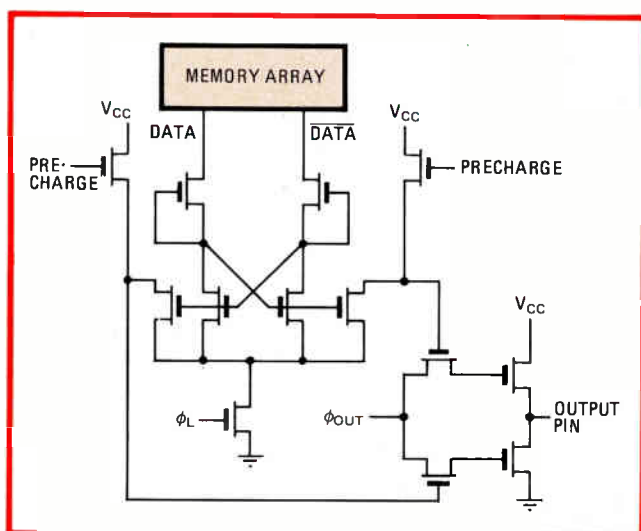 MEMORY ARRAY
VCC
DATA
DATA
VCC
PRE-
CHARGE
PRECHARGE
VCC
ϕL
ϕOUT
OUTPUT
PIN